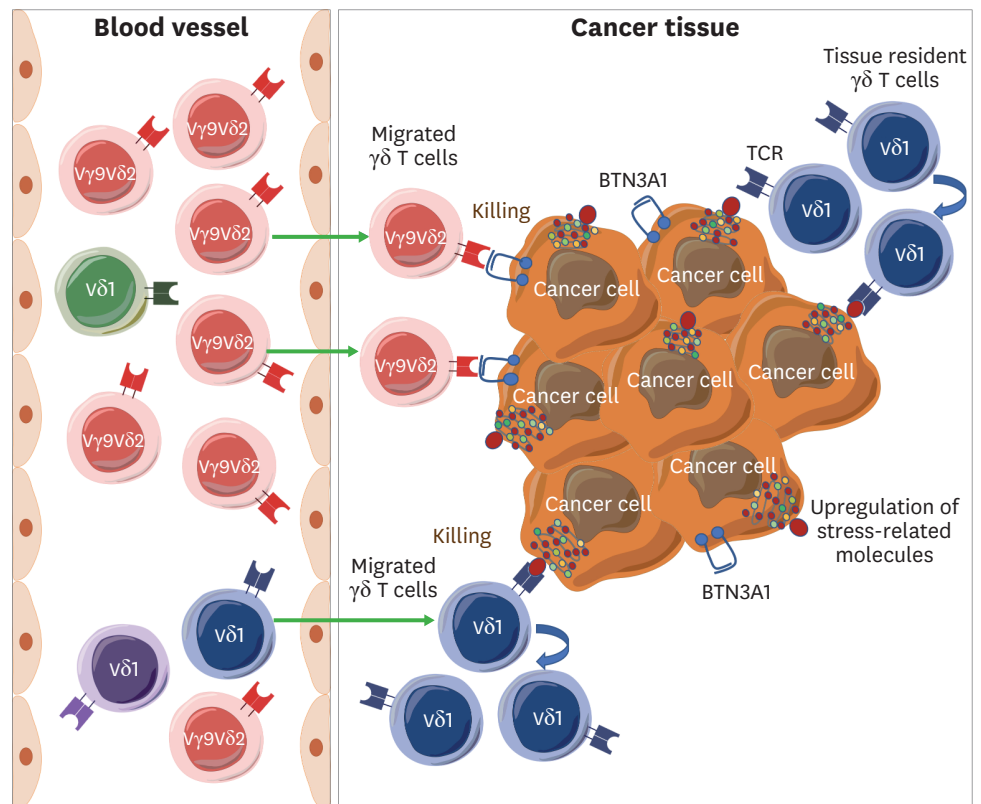 Blood vessel
Vγ9Vδ2
Vγ9Vδ2
Vγ9Vδ2
Vδ1
Vγ9Vδ2
Vγ9Vδ2
Vγ9Vδ2
Vδ1
Vδ1
Vγ9Vδ2
Cancer tissue
Tissue resident
γδ T cells
Migrated
γδ T cells
TCR
BTN3A1
Killing
Vδ1
Vδ1
Vδ1
Vγ9Vδ2
Cancer cell
Cancer cell
Vγ9Vδ2
Cancer cell
Cancer cell
Cancer cell
Cancer cell
Cancer cell
Upregulation of
stress-related
molecules
Killing
Migrated
γδ T cells
BTN3A1
Vδ1
Vδ1
Vδ1